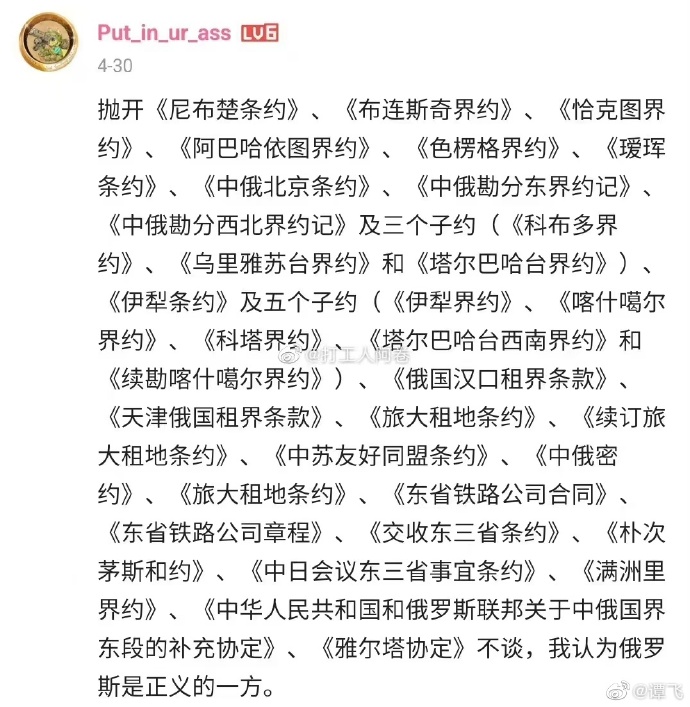 Put_in_ur_ass LV6
4-30
抛开《尼布楚条约》、《布连斯奇界约》、《恰克图界
约》、《阿巴哈依图界约》、《色楞格界约》、《瑷珲
条约》、《中俄北京条约》、《中俄勘分东界约记》、
《中俄勘分西北界约记》及三个子约（《科布多界
约》、《乌里雅苏台界约》和《塔尔巴哈台界约》）、
《伊犁条约》及五个子约（《伊犁界约》、《喀什噶尔
界约》、《科塔界约》、《塔尔巴哈台西南界约》和
《续勘喀什噶尔界约》）、《俄国汉口租界条款》、
《天津俄国租界条款》、《旅大租地条约》、《续订旅
大租地条约》、《中苏友好同盟条约》、《中俄密
约》、《旅大租地条约》、《东省铁路公司合同》、
《东省铁路公司章程》、《交收东三省条约》、《朴次
茅斯和约》、《中日会议东三省事宜条约》、《满洲里
界约》、《中华人民共和国和俄罗斯联邦关于中俄国界
东段的补充协定》、《雅尔塔协定》不谈，我认为俄罗
斯是正义的一方。
@打工人问卷
@谭飞